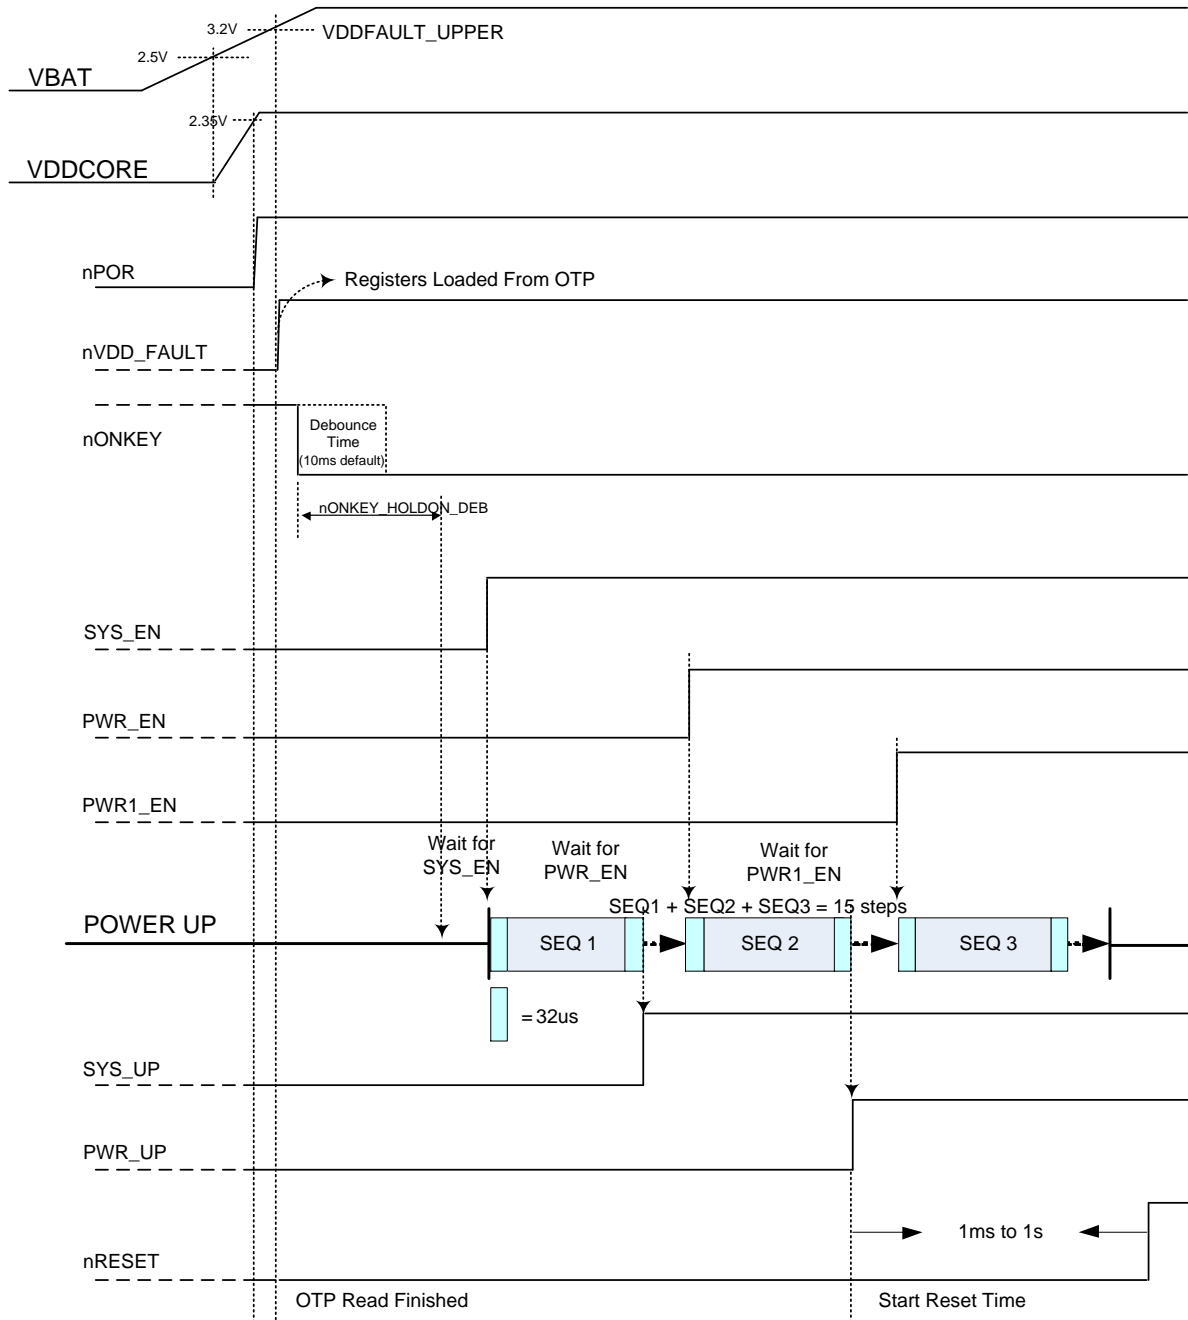 3.2V
VDDFAULT_UPPER
2.5V
VBAT
2.35V
VDDCORE
nPOR
Registers Loaded From OTP
nVDD_FAULT
Debounce
Time
(10ms default)
nONKEY
nONKEY_HOLDON_DEB
SYS_EN
PWR_EN
PWR1_EN
Wait for
SYS_EN
Wait for
PWR_EN
Wait for
PWR1_EN
SEQ1 + SEQ2 + SEQ3 = 15 steps
POWER UP
SEQ 1
SEQ 2
SEQ 3
= 32us
SYS_UP
PWR_UP
1ms to 1s
nRESET
OTP Read Finished
Start Reset Time